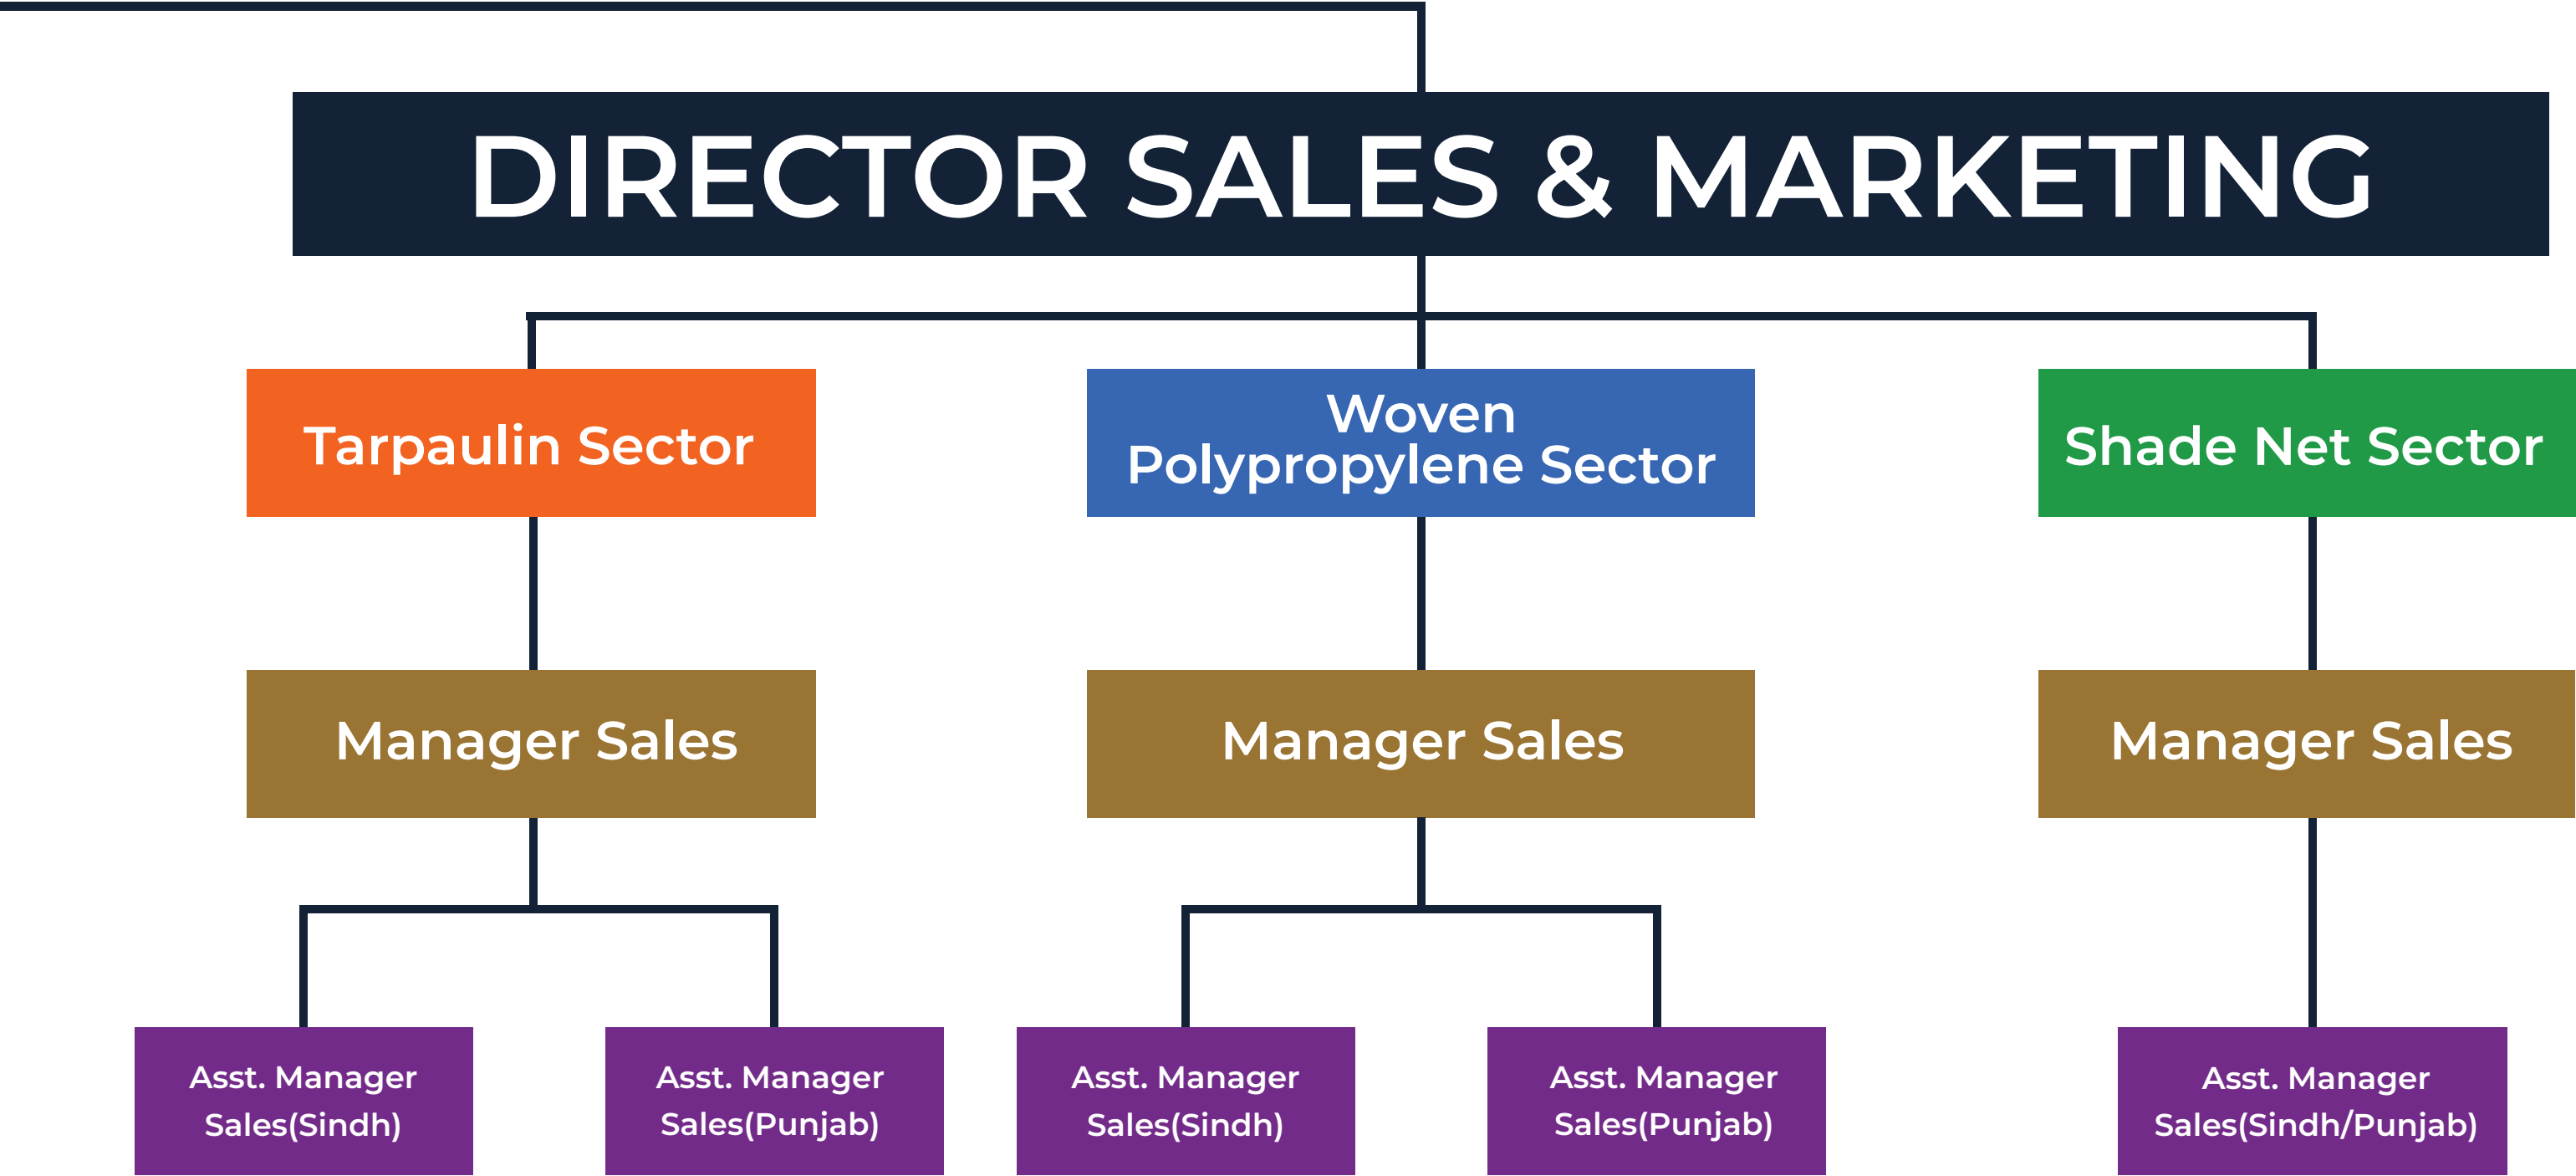 DIRECTOR SALES & MARKETING
Tarpaulin Sector
Woven
Polypropylene Sector
Shade Net Sector
Manager Sales
Manager Sales
Manager Sales
Asst. Manager
Sales(Sindh)
Asst. Manager
Sales(Punjab)
Asst. Manager
Sales(Sindh)
Asst. Manager
Sales(Punjab)
Asst. Manager
Sales(Sindh/Punjab)